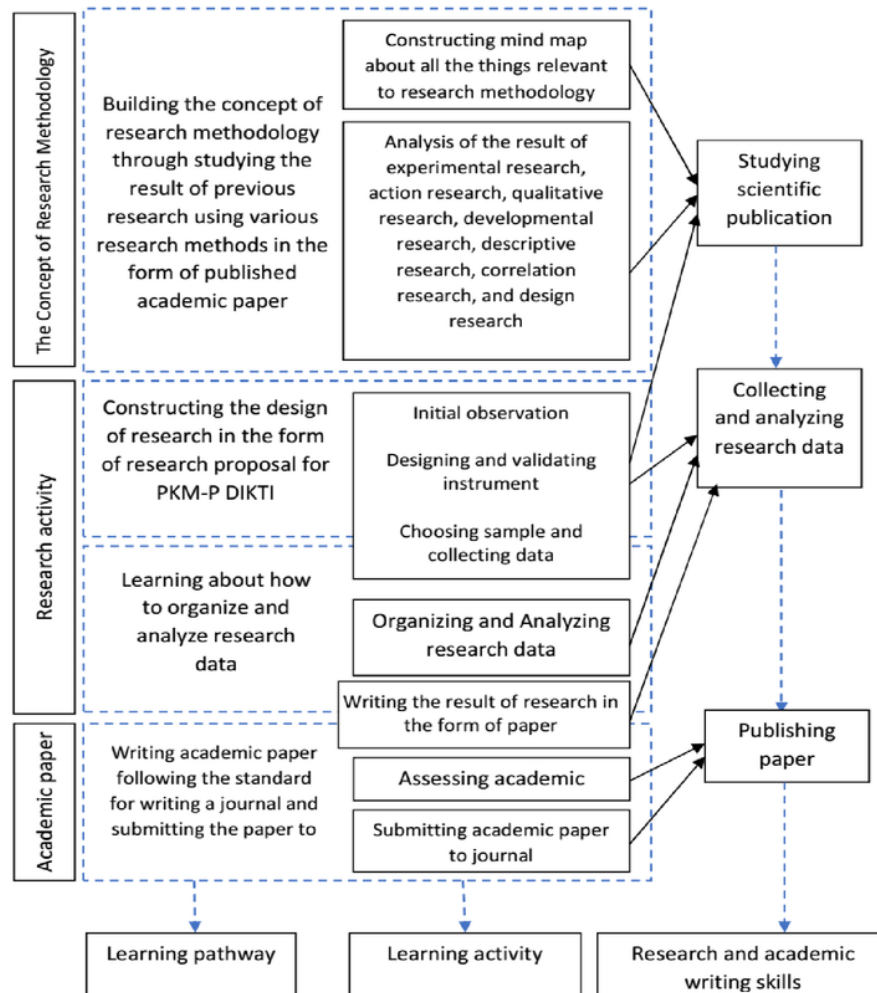 The Concept of Research Methodology
Building the concept of
research methodology
through studying the
result of previous
research using various
research methods in the
form of published
academic paper
Constructing mind map
about all the things relevant
to research methodology
Analysis of the result of
experimental research,
action research, qualitative
research, developmental
research, descriptive
research, correlation
research, and design
research
Studying
scientific
publication
Research activity
Constructing the design
of research in the form
of research proposal for
PKM-P DIKTI
Initial observation
Designing and validating
instrument
Choosing sample and
collecting data
Collecting
and analyzing
research data
Learning about how
to organize and
analyze research
data
Organizing and Analyzing
research data
Writing the result of research in
the form of paper
Academic paper
Writing academic paper
following the standard
for writing a journal and
submitting the paper to
Assessing academic
Submitting academic paper
to journal
Publishing
paper
Learning pathway
Learning activity
Research and academic
writing skills